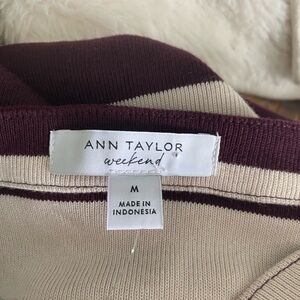 ANN TAYLOR
weekend
M
MADE IN
INDONESIA